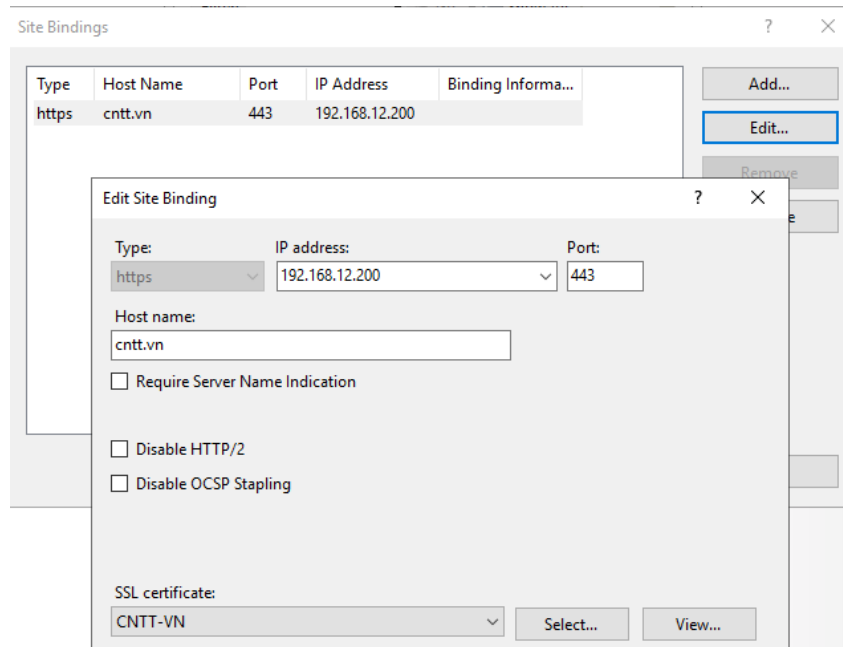 Site Bindings
Type Host Name Port IP Address Binding Informa...
https cntt.vn 443 192.168.12.200
Add...
Edit...
Remove
Edit Site Binding
Type: IP address: Port:
https 192.168.12.200 443
Host name:
cntt.vn
Require Server Name Indication
Disable HTTP/2
Disable OCSP Stapling
SSL certificate:
CNTT-VN Select... View...